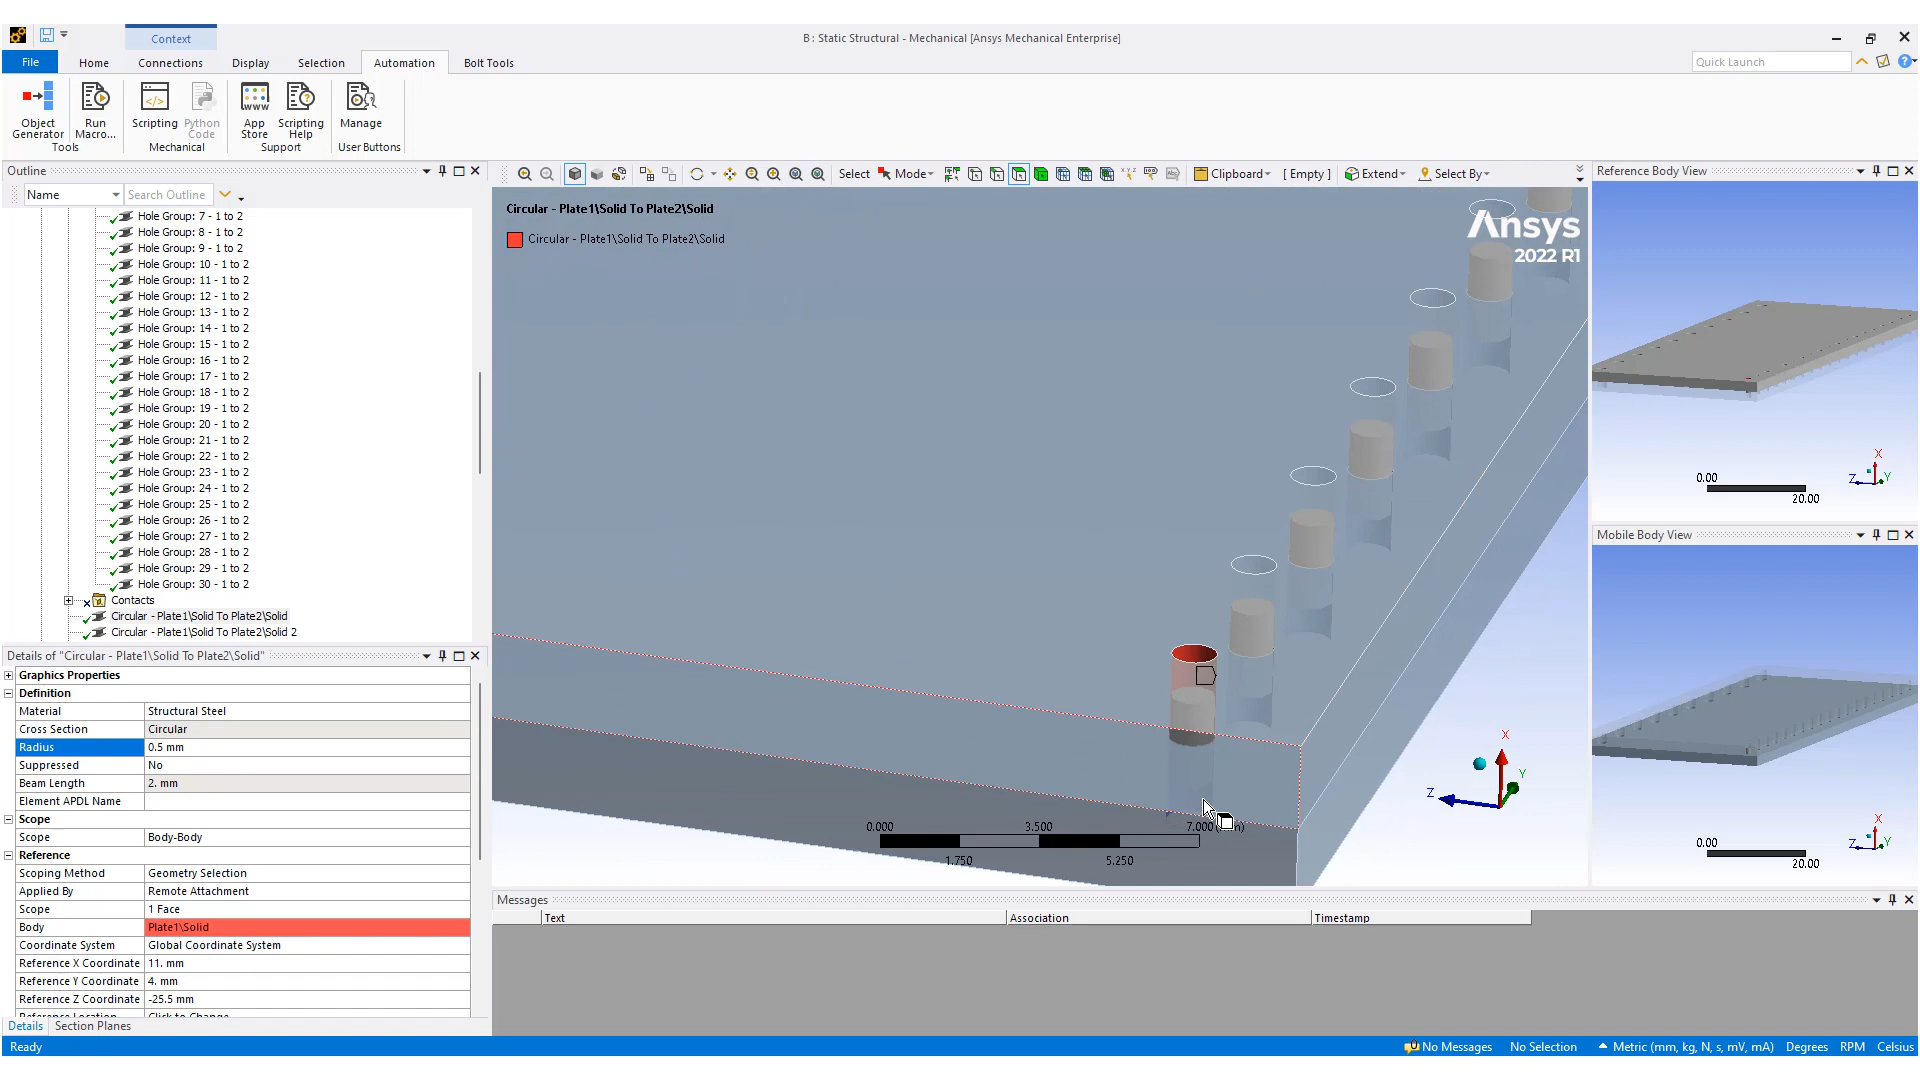 Context
B : Static Structural - Mechanical [Ansys Mechanical Enterprise]
File
Home
Connections
Display
Selection
Automation
Bolt Tools
Quick Launch
Object Generator
Run Macro...
Scripting
Python Code
App Store
Scripting Help
Manage
Tools
Mechanical
Support
User Buttons
Outline
Name
Search Outline
Hole Group: 7 - 1 to 2
Hole Group: 8 - 1 to 2
Hole Group: 9 - 1 to 2
Hole Group: 10 - 1 to 2
Hole Group: 11 - 1 to 2
Hole Group: 12 - 1 to 2
Hole Group: 13 - 1 to 2
Hole Group: 14 - 1 to 2
Hole Group: 15 - 1 to 2
Hole Group: 16 - 1 to 2
Hole Group: 17 - 1 to 2
Hole Group: 18 - 1 to 2
Hole Group: 19 - 1 to 2
Hole Group: 20 - 1 to 2
Hole Group: 21 - 1 to 2
Hole Group: 22 - 1 to 2
Hole Group: 23 - 1 to 2
Hole Group: 24 - 1 to 2
Hole Group: 25 - 1 to 2
Hole Group: 26 - 1 to 2
Hole Group: 27 - 1 to 2
Hole Group: 28 - 1 to 2
Hole Group: 29 - 1 to 2
Hole Group: 30 - 1 to 2
Contacts
Circular - Plate1\Solid To Plate2\Solid
Circular - Plate1\Solid To Plate2\Solid 2
Details of "Circular - Plate1\Solid To Plate2\Solid"
Graphics Properties
Definition
Material Structural Steel
Cross Section Circular
Radius 0.5 mm
Suppressed No
Beam Length 2. mm
Element APDL Name
Scope
Scope Body-Body
Reference
Scoping Method Geometry Selection
Applied By Remote Attachment
Scope 1 Face
Body Plate1\Solid
Coordinate System Global Coordinate System
Reference X Coordinate 11. mm
Reference Y Coordinate 4. mm
Reference Z Coordinate -25.5 mm
Details
Section Planes
Select
Mode
Clipboard
[ Empty ]
Extend
Select By
Circular - Plate1\Solid To Plate2\Solid
Circular - Plate1\Solid To Plate2\Solid
Ansys
2022 R1
X
Y
Z
0.000 3.500 7.000
1.750 5.250
Reference Body View
X
Z Y
0.00
20.00
Mobile Body View
X
Z Y
0.00
20.00
Messages
Text
Association
Timestamp
Ready
No Messages
No Selection
Metric (mm, kg, N, s, mV, mA)
Degrees
RPM
Celsius